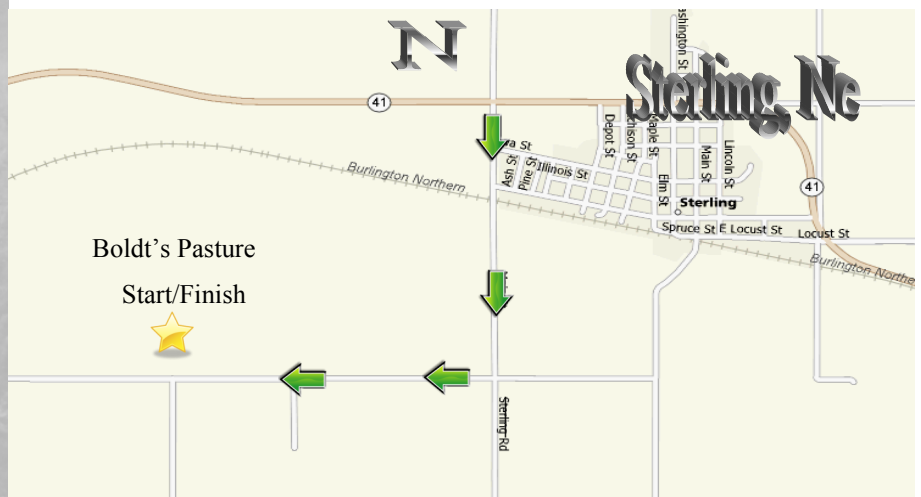 N
Sterling, Ne
41
Depot St
Maple St
Ash St
Pine St
Illinois St
Elm St
Main St
Lincoln St
Burlington Northern
Sterling
41
Spruce St
E Locust St
Locust St
Burlington Northe
Boldt's Pasture
Start/Finish
Sterling Rd